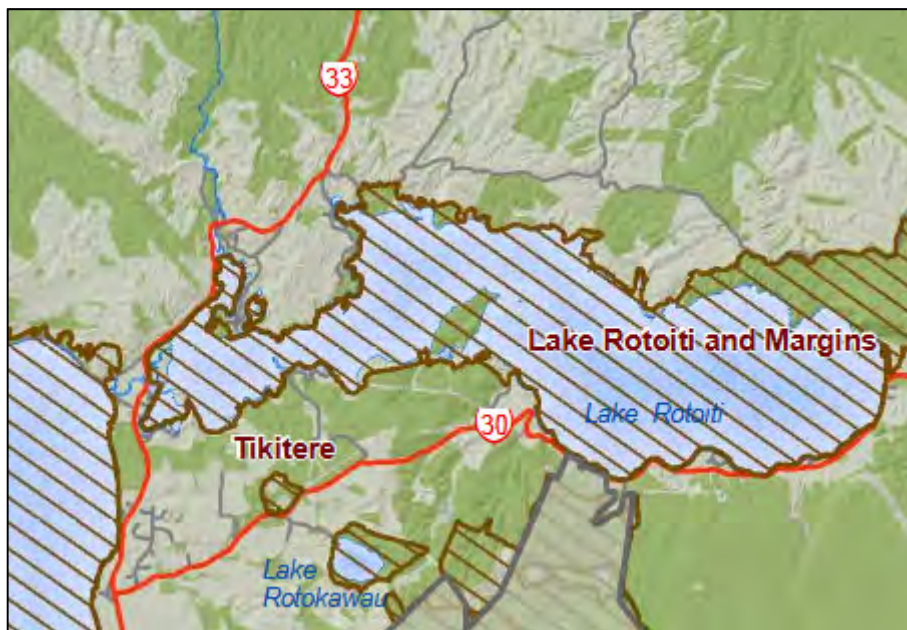 33
Lake Rotoiti and Margins
Lake Rotoiti
30
Tikitere
Lake
Rotokawau